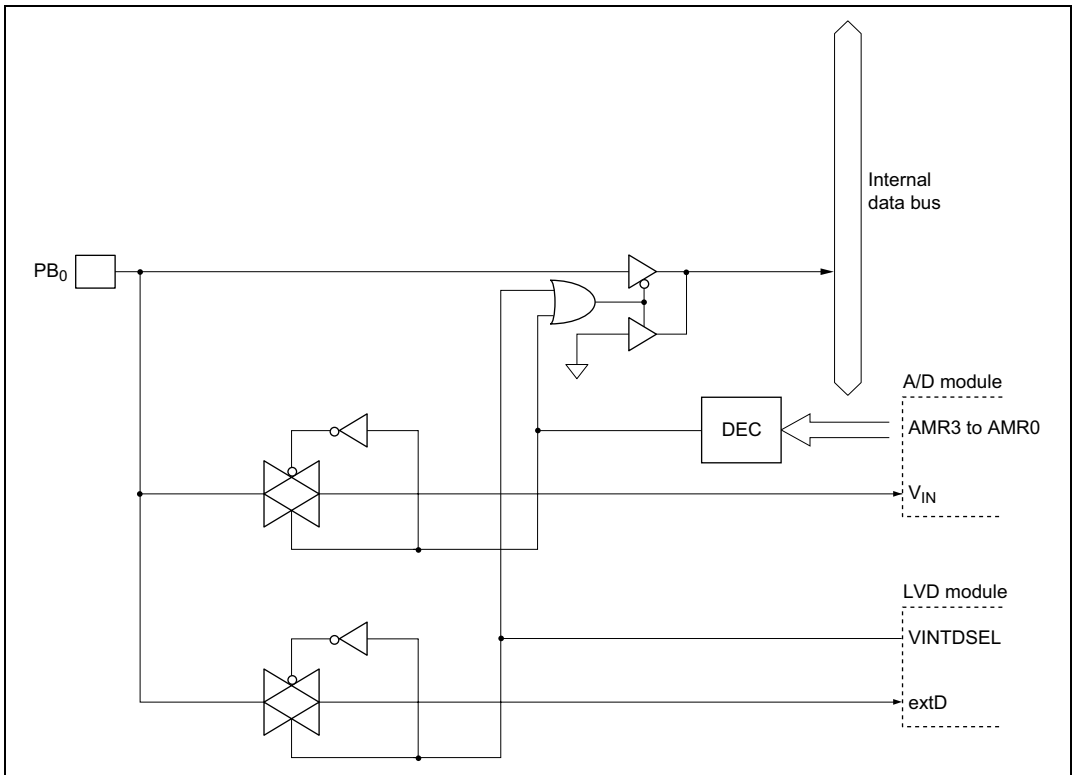 Internal
data bus
PB0
A/D module
DEC
AMR3 to AMR0
VIN
LVD module
VINTDSEL
extD